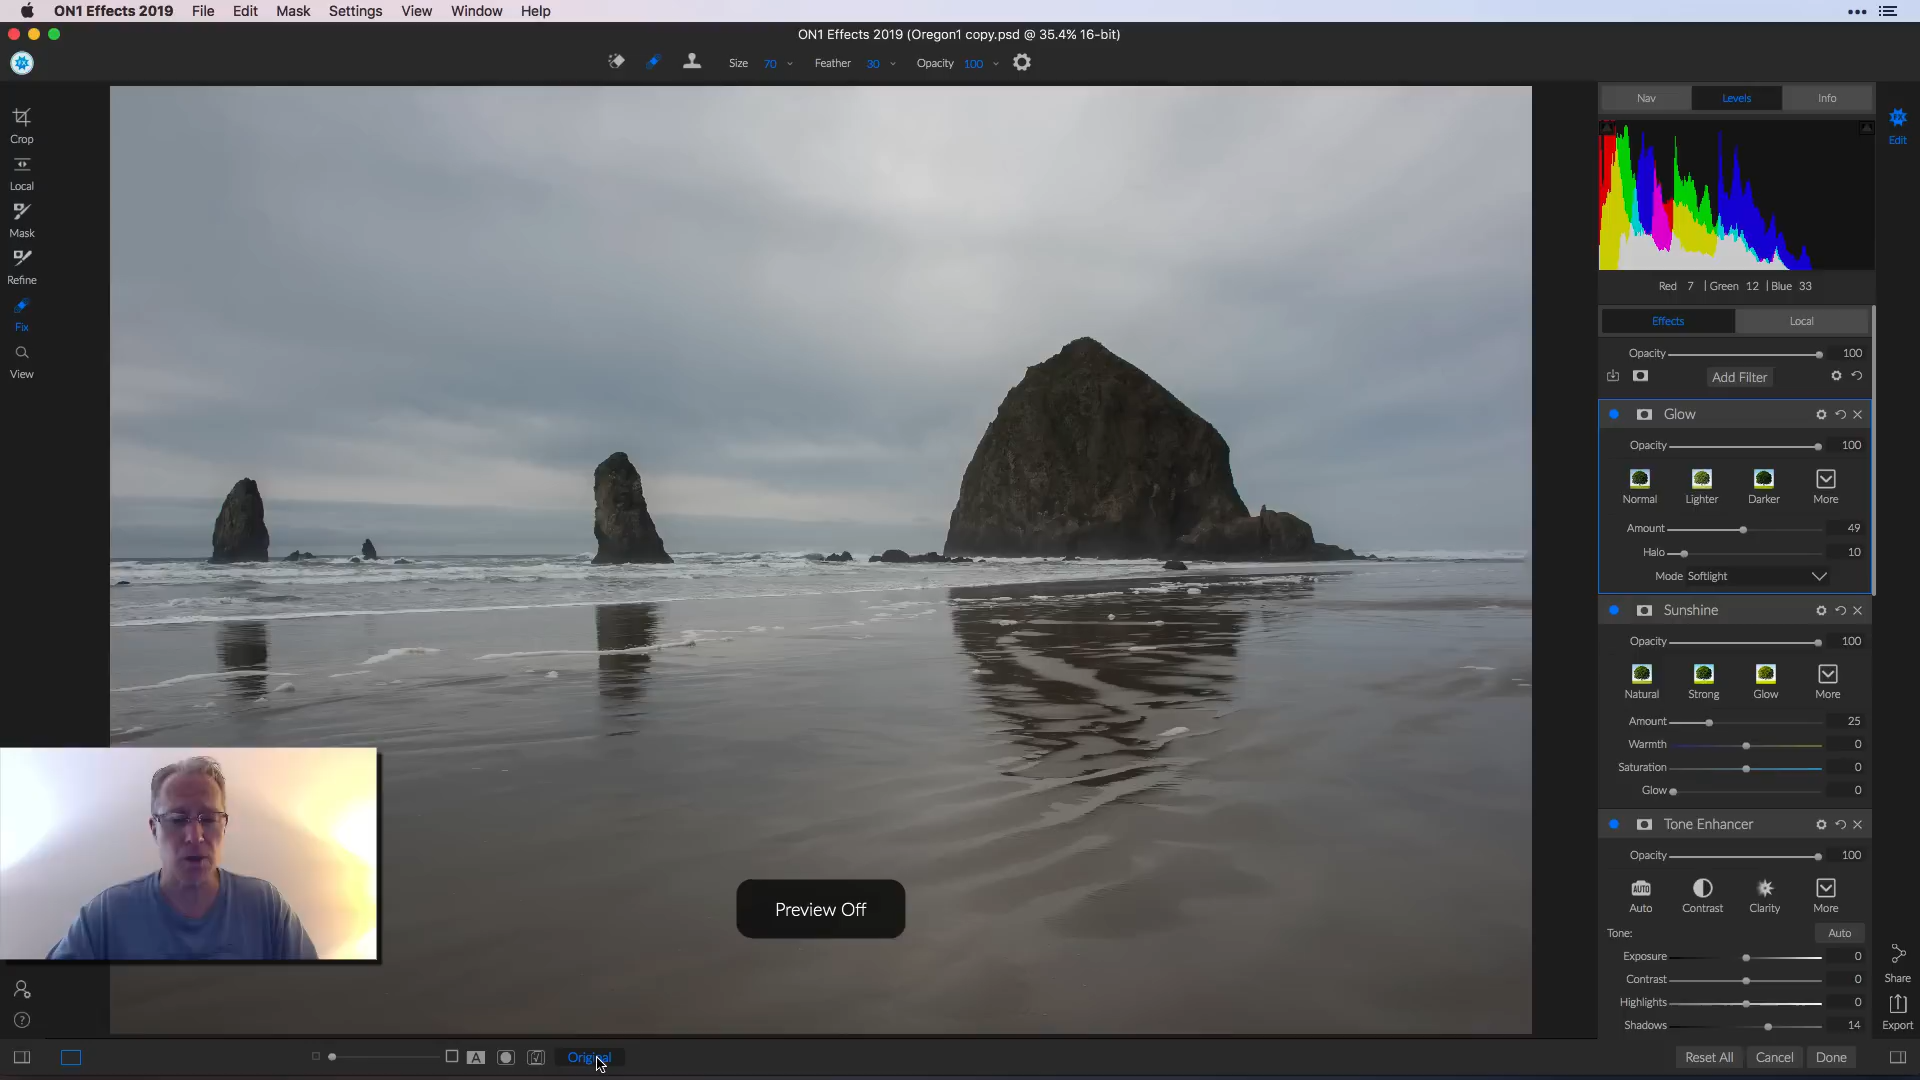 ON1 Effects 2019 File Edit Mask Settings View Window Help
ON1 Effects 2019 (Oregon1 copy.psd @ 35.4% 16-bit)
Size 70 Feather 30 Opacity 100
Crop
Local
Mask
Refine
Fix
View
Nav Levels Info
Edit
Red 7 | Green 12 | Blue 33
Effects Local
Opacity 100
Add Filter
Glow
Opacity 100
Normal Lighter Darker More
Amount 49
Halo 10
Mode Softlight
Sunshine
Opacity 100
Natural Strong Glow More
Amount 25
Warmth 0
Saturation 0
Glow 0
Tone Enhancer
Opacity 100
AUTO
Auto Contrast Clarity More
Tone: Auto
Exposure 0
Contrast 0
Highlights 0
Shadows 14
Share
Export
Preview Off
A Original
Reset All Cancel Done